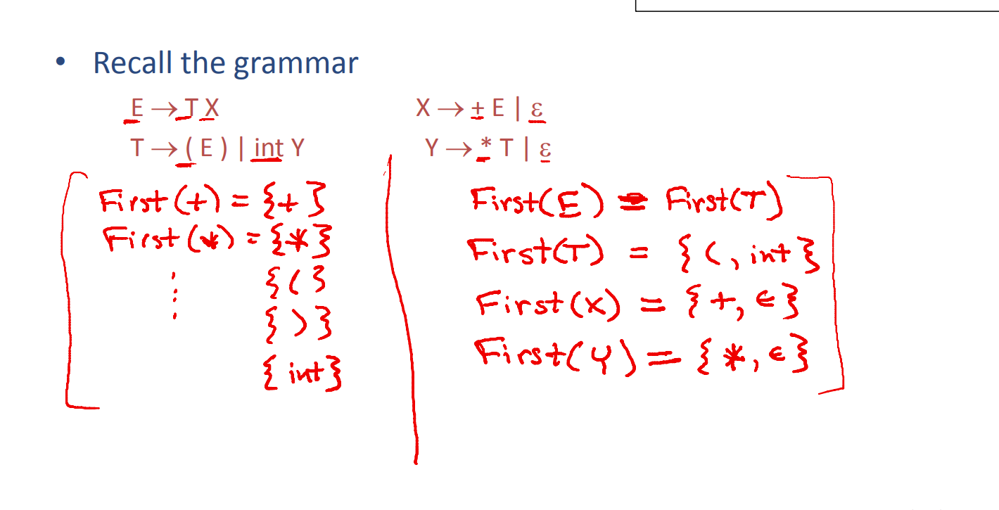 • Recall the grammar
E → T X
X → + E | ε
T → ( E ) | int Y
Y → * T | ε
First(+) = {+}
First(*) = {*}
⋮
{(}
{)}
{int}
First(E) = First(T)
First(T) = {(, int}
First(X) = {+, ε}
First(Y) = {*, ε}